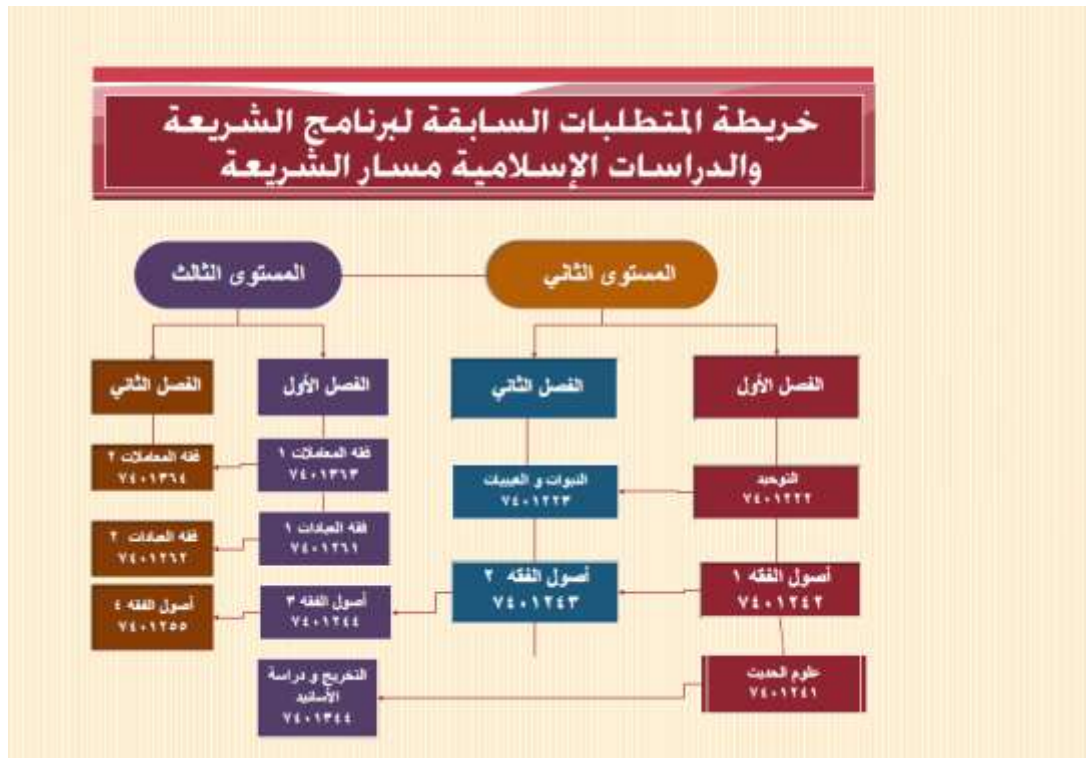 خريطة المتطلبات السابقة لبرنامج الشريعة
والدراسات الإسلامية مسار الشريعة
المستوى الثاني
المستوى الثالث
الفصل الأول
الفصل الثاني
الفصل الأول
الفصل الثاني
التوحيد
٧٤٠١٢٢٢
النبوات و الغيبيات
٧٤٠١٢٢٣
فقه المعاملات ١
٧٤٠١٣٦٣
فقه المعاملات ٢
٧٤٠١٣٦٤
فقه العبادات ١
٧٤٠١٢٦١
فقه العبادات ٢
٧٤٠١٢٦٢
أصول الفقه ١
٧٤٠١٢٤٢
أصول الفقه ٢
٧٤٠١٢٤٣
أصول الفقه ٣
٧٤٠١٢٤٤
أصول الفقه ٤
٧٤٠١٢٥٥
علوم الحديث
٧٤٠١٢٤١
التخريج و دراسة
الأسانيد
٧٤٠١٣٤٤